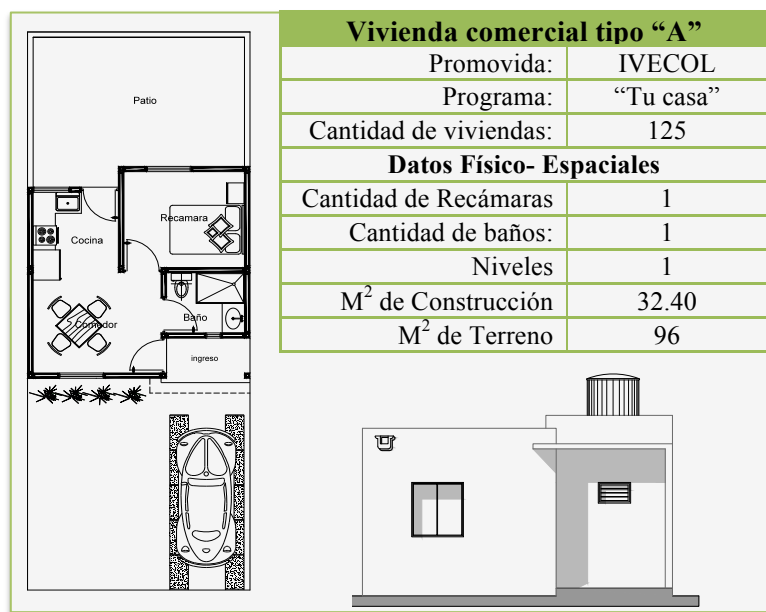 Vivienda comercial tipo “A”
Promovida: IVECOL
Programa: “Tu casa”
Cantidad de viviendas: 125
Datos Físico- Espaciales
Cantidad de Recámaras 1
Cantidad de baños: 1
Niveles 1
M² de Construcción 32.40
M² de Terreno 96
Patio
Recamara
Cocina
Comedor
Baño
ingreso